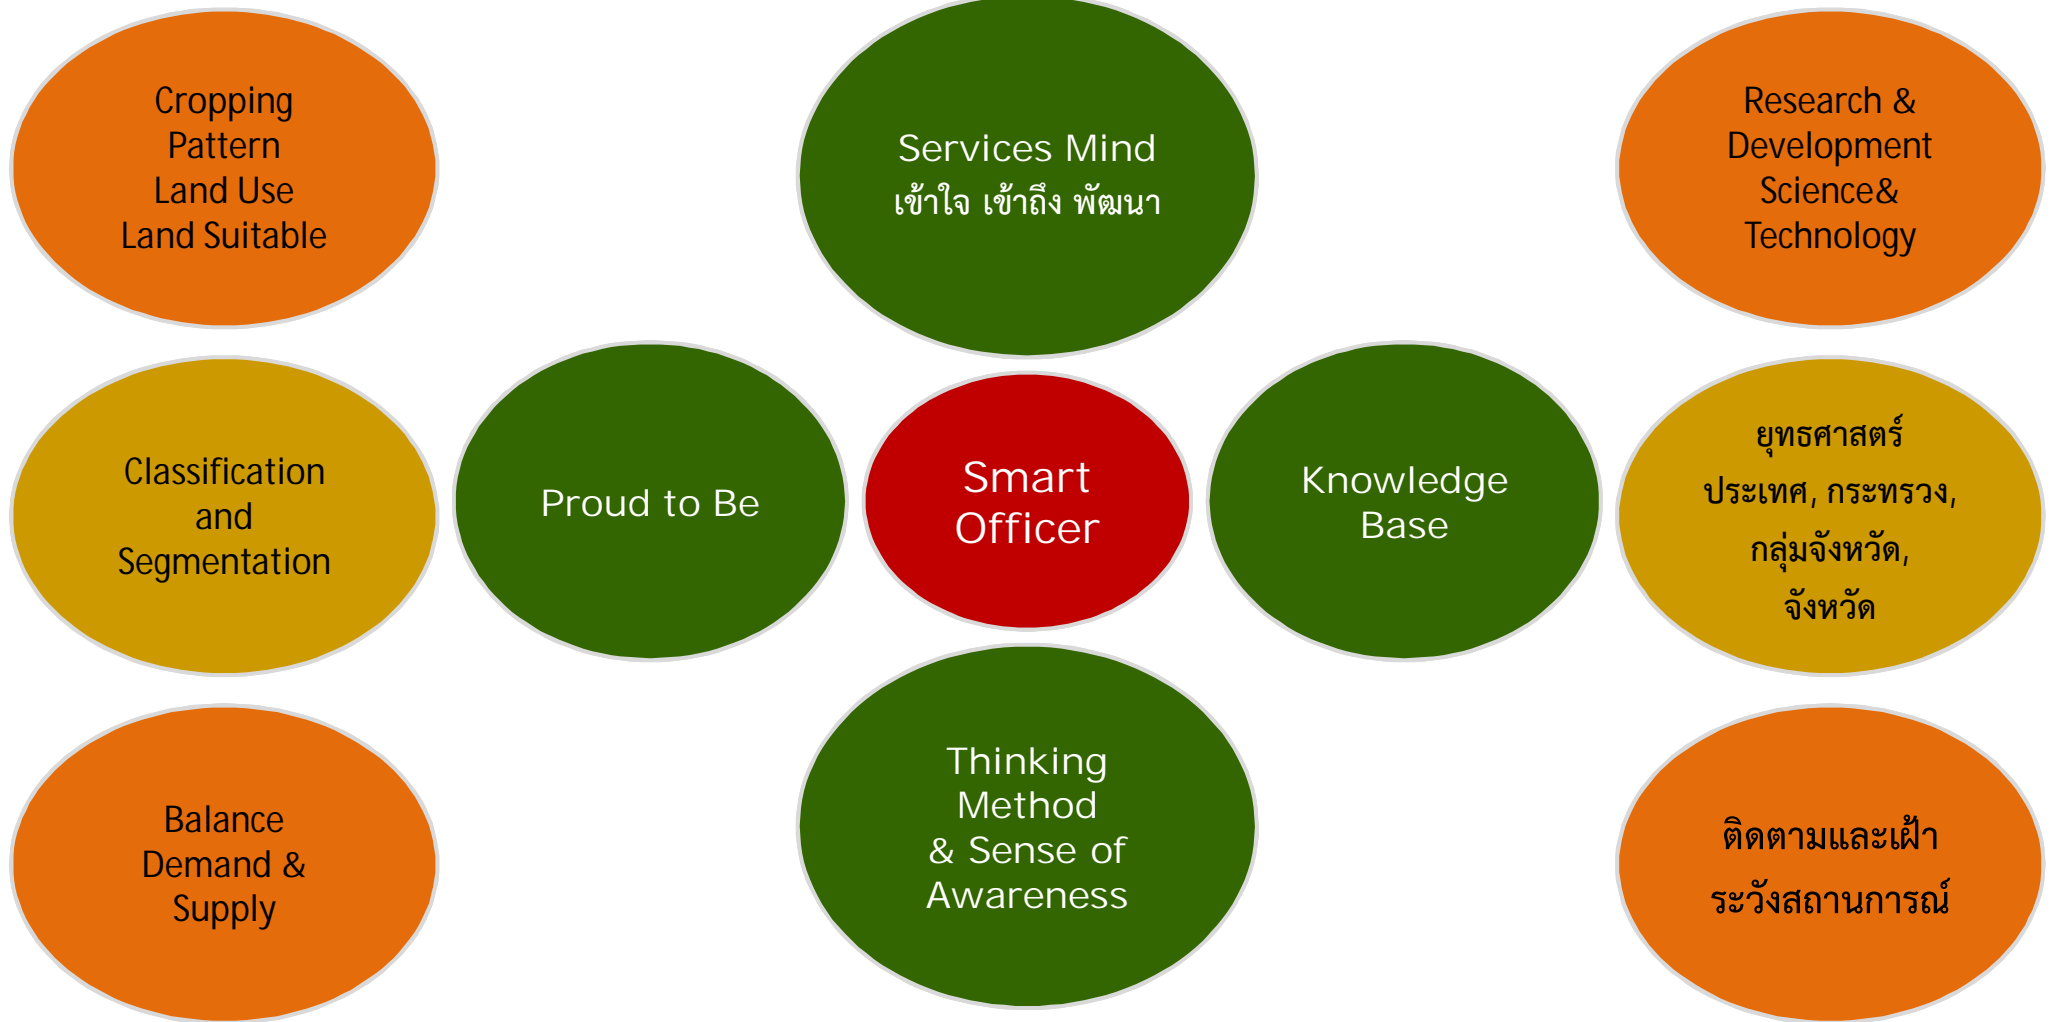 Cropping
Pattern
Land Use
Land Suitable
Services Mind
เข้าใจ เข้าถึง พัฒนา
Research &
Development
Science&
Technology
Classification
and
Segmentation
Proud to Be
Smart
Officer
Knowledge
Base
ยุทธศาสตร์
ประเทศ, กระทรวง,
กลุ่มจังหวัด,
จังหวัด
Balance
Demand &
Supply
Thinking
Method
& Sense of
Awareness
ติดตามและเฝ้า
ระวังสถานการณ์